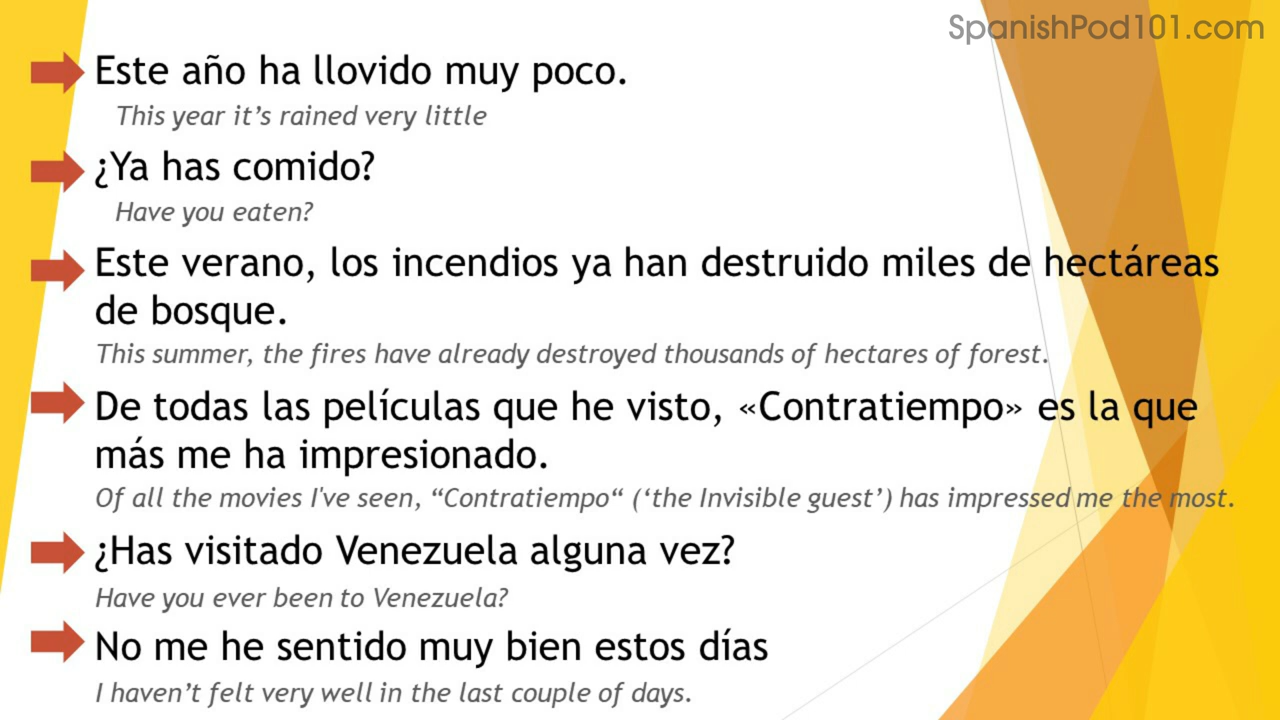 SpanishPod101.com
Este año ha llovido muy poco.
This year it’s rained very little
¿Ya has comido?
Have you eaten?
Este verano, los incendios ya han destruido miles de hectáreas
de bosque.
This summer, the fires have already destroyed thousands of hectares of forest.
De todas las películas que he visto, «Contratiempo» es la que
más me ha impresionado.
Of all the movies I've seen, “Contratiempo“ (‘the Invisible guest’) has impressed me the most.
¿Has visitado Venezuela alguna vez?
Have you ever been to Venezuela?
No me he sentido muy bien estos días
I haven’t felt very well in the last couple of days.